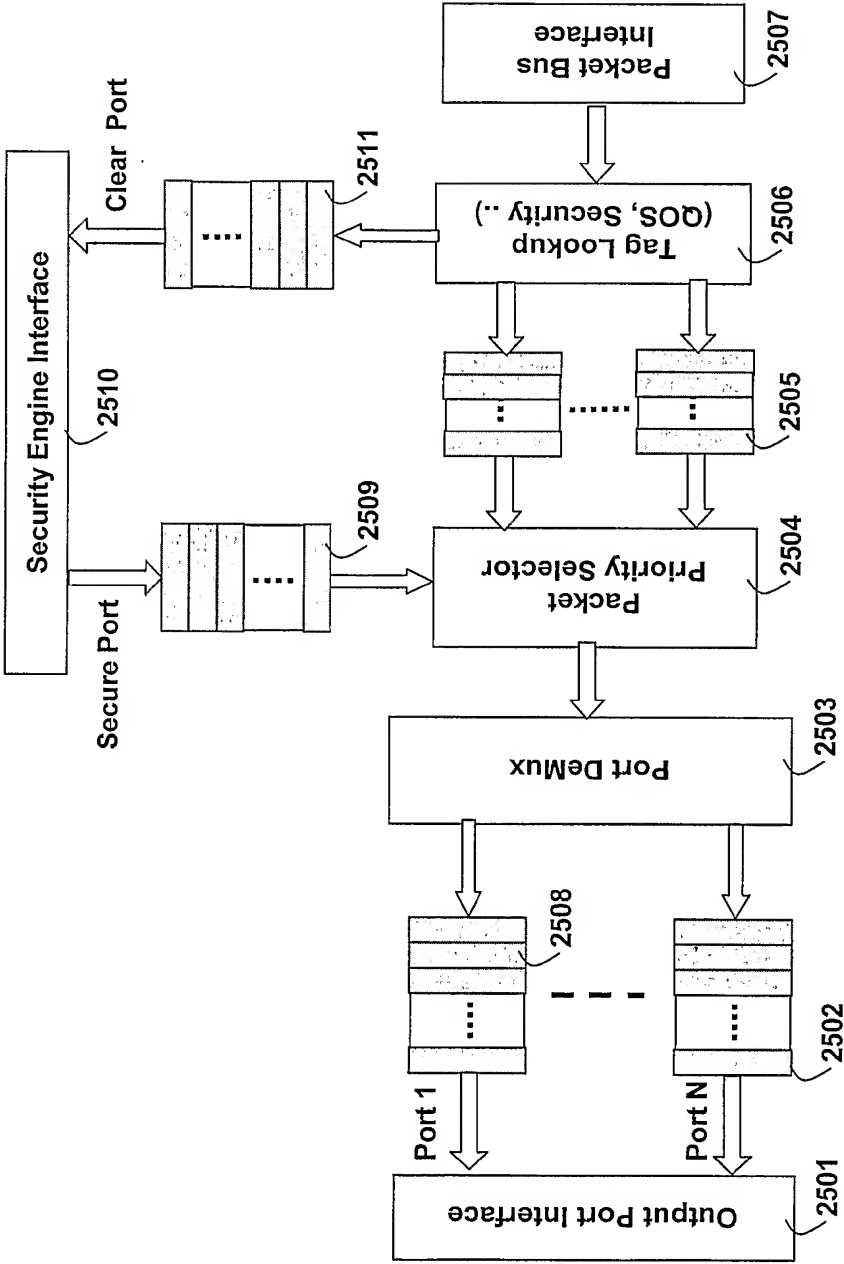 Security Engine Interface
2510
Secure Port
Clear Port
2509
2511
Output Port Interface
2501
Port 1
Port N
2508
2502
Port DeMux
2503
Packet
Priority Selector
2504
2505
Tag Lookup
(QOS, Security ..)
2506
Packet Bus
Interface
2507